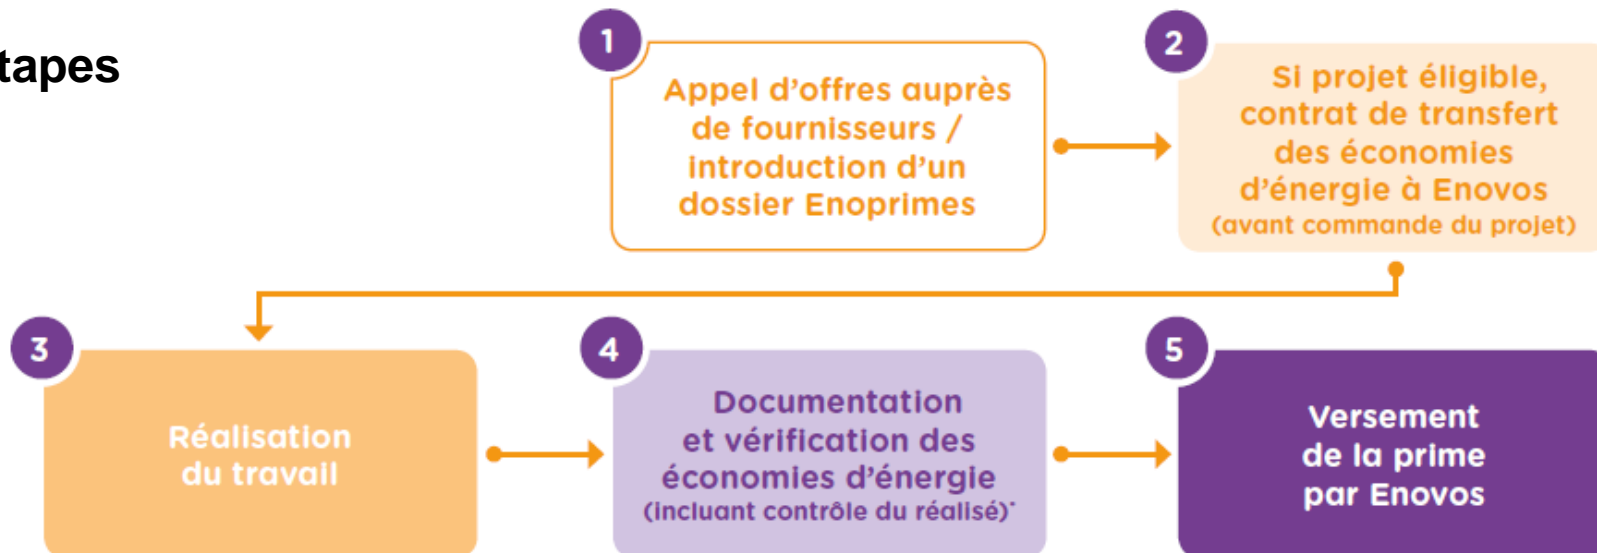 tapes
1
Appel d'offres auprès
de fournisseurs /
introduction d'un
dossier Enoprimes
2
Si projet éligible,
contrat de transfert
des économies
d'énergie à Enovos
(avant commande du projet)
3
Réalisation
du travail
4
Documentation
et vérification des
économies d'énergie
(incluant contrôle du réalisé)*
5
Versement
de la prime
par Enovos